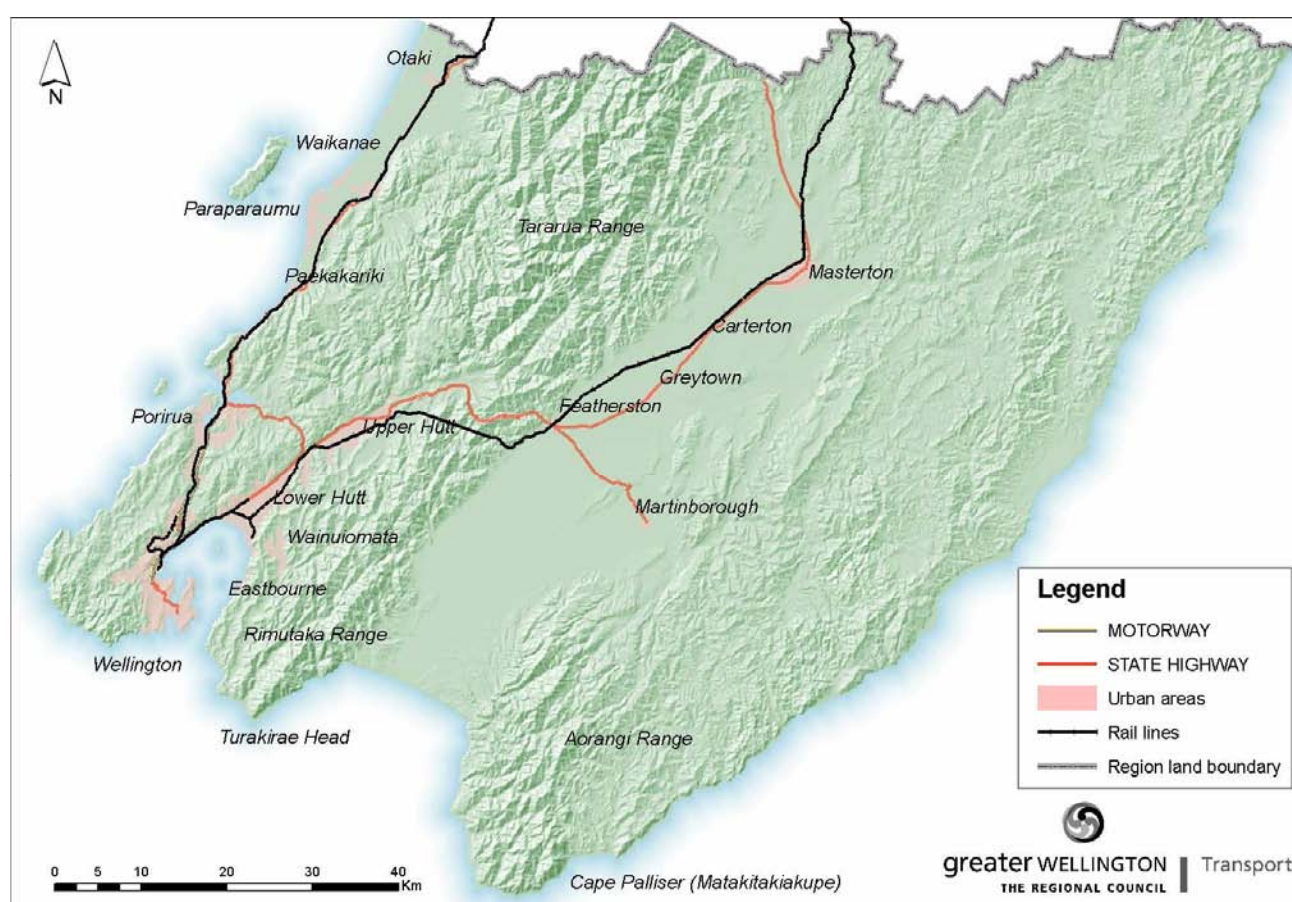 N
Otaki
Waikanae
Paraparaumu
Tararua Range
Paekakariki
Masterton
Carterton
Greytown
Featherston
Porirua
Upper Hutt
Lower Hutt
Martinborough
Wainuiomata
Eastbourne
Rimutaka Range
Wellington
Turakirae Head
Aorangi Range
Cape Palliser (Matakitakiakupe)
Legend
MOTORWAY
STATE HIGHWAY
Urban areas
Rail lines
Region land boundary
0 5 10 20 30 40
Km
greater WELLINGTON
THE REGIONAL COUNCIL
Transport